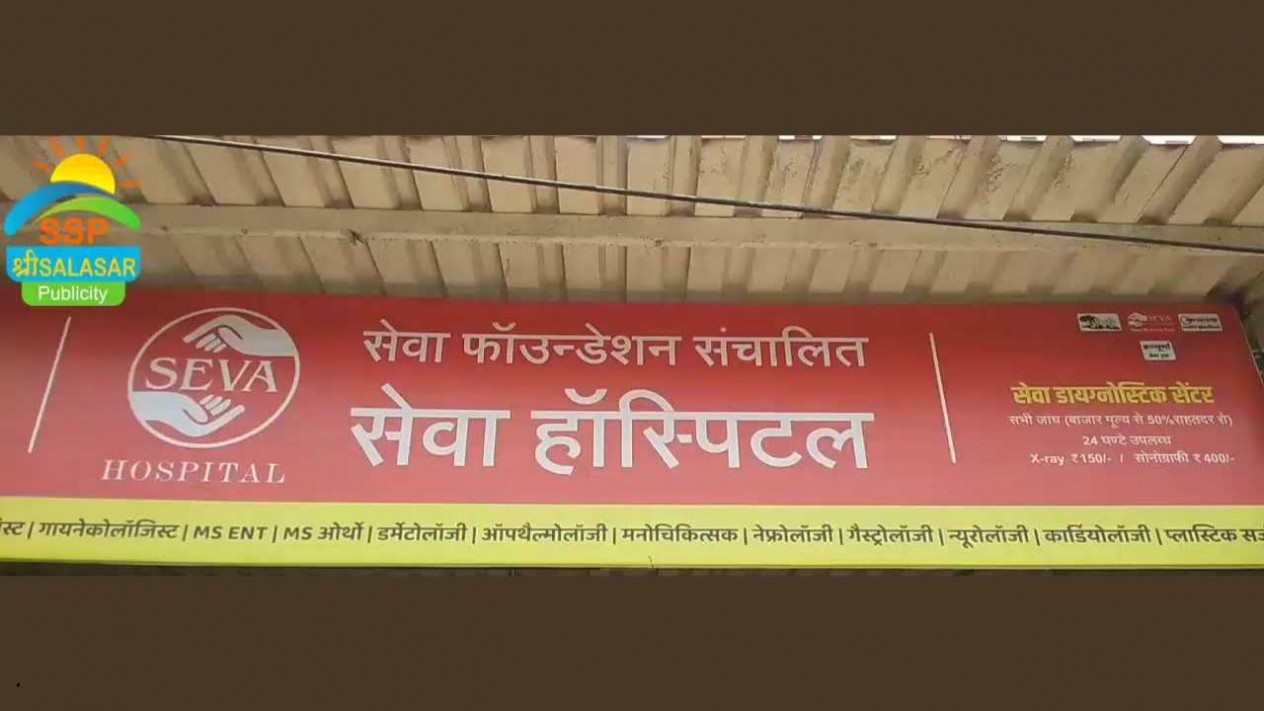 SSP
श्रीSALASAR
Publicity
SEVA
HOSPITAL
सेवा फॉउन्डेशन संचालित
सेवा हॉस्पिटल
SEVA
सेवा डायग्नोस्टिक सेंटर
सभी जांच (बाजार मूल्य से 50%राहतदर से)
24 घण्टे उपलब्ध
X-ray ₹150/- / सोनोग्राफी ₹400/-
गायनेकोलॉजिस्ट | MS ENT | MS ओर्थो | डर्मेटोलॉजी | ऑपथैल्मोलॉजी | मनोचिकित्सक | नेफ्रोलॉजी | गैस्ट्रोलॉजी | न्यूरोलॉजी | कार्डियोलॉजी | प्लास्टिक